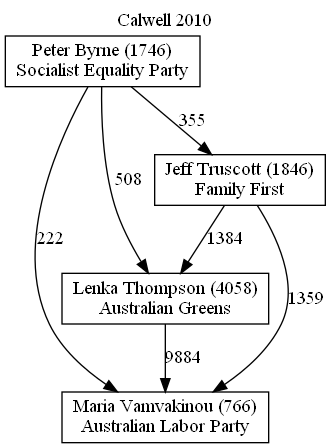 Calwell 2010
Peter Byrne (1746)
Socialist Equality Party
355
Jeff Truscott (1846)
Family First
508
222
1384
1359
Lenka Thompson (4058)
Australian Greens
9884
Maria Vamvakinou (766)
Australian Labor Party